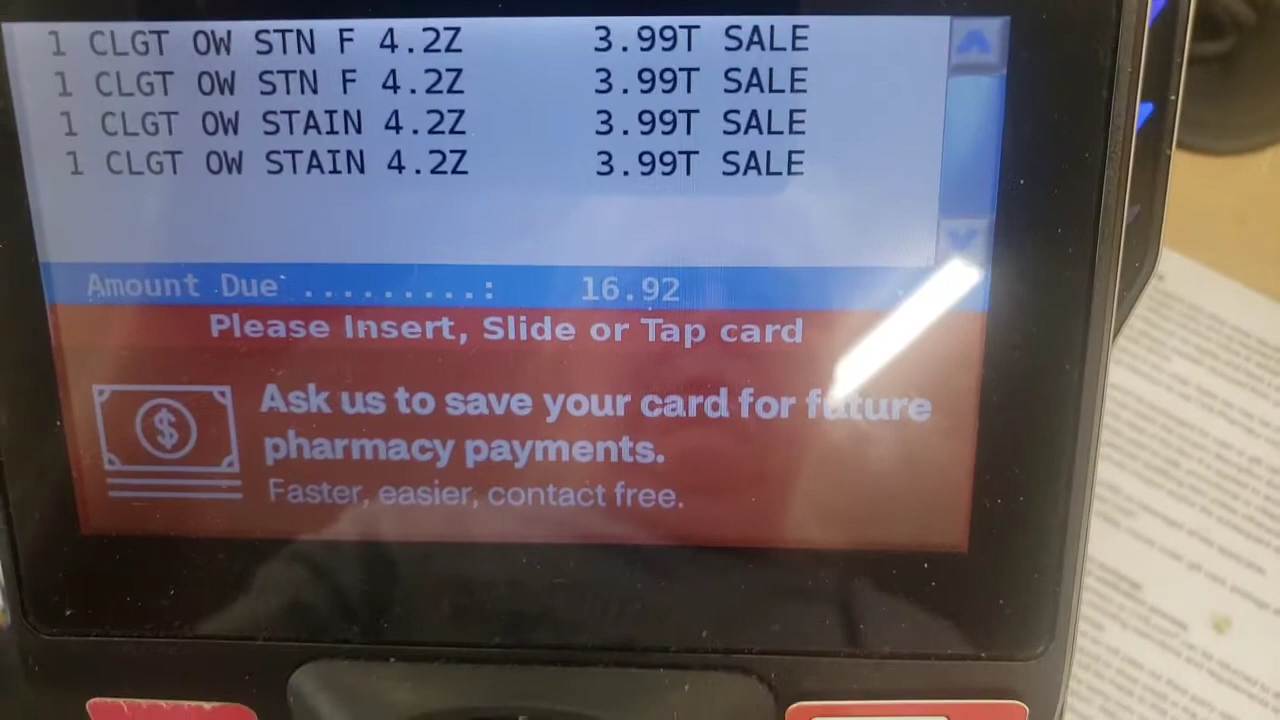 1 CLGT OW STN F 4.2Z 3.99T SALE
1 CLGT OW STN F 4.2Z 3.99T SALE
1 CLGT OW STAIN 4.2Z 3.99T SALE
1 CLGT OW STAIN 4.2Z 3.99T SALE
Amount Due .........: 16.92
Please Insert, Slide or Tap card
Ask us to save your card for future
pharmacy payments.
Faster, easier, contact free.